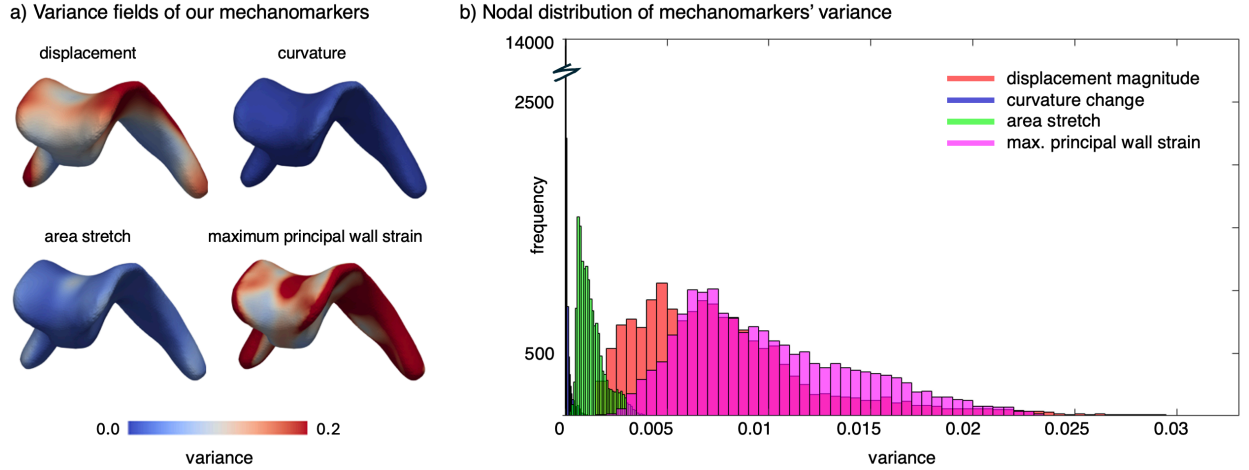 a) Variance fields of our mechanomarkers
displacement
curvature
area stretch
maximum principal wall strain
0.0
0.2
variance
b) Nodal distribution of mechanomarkers’ variance
14000
2500
500
frequency
displacement magnitude
curvature change
area stretch
max. principal wall strain
0
0.005
0.01
0.015
0.02
0.025
0.03
variance